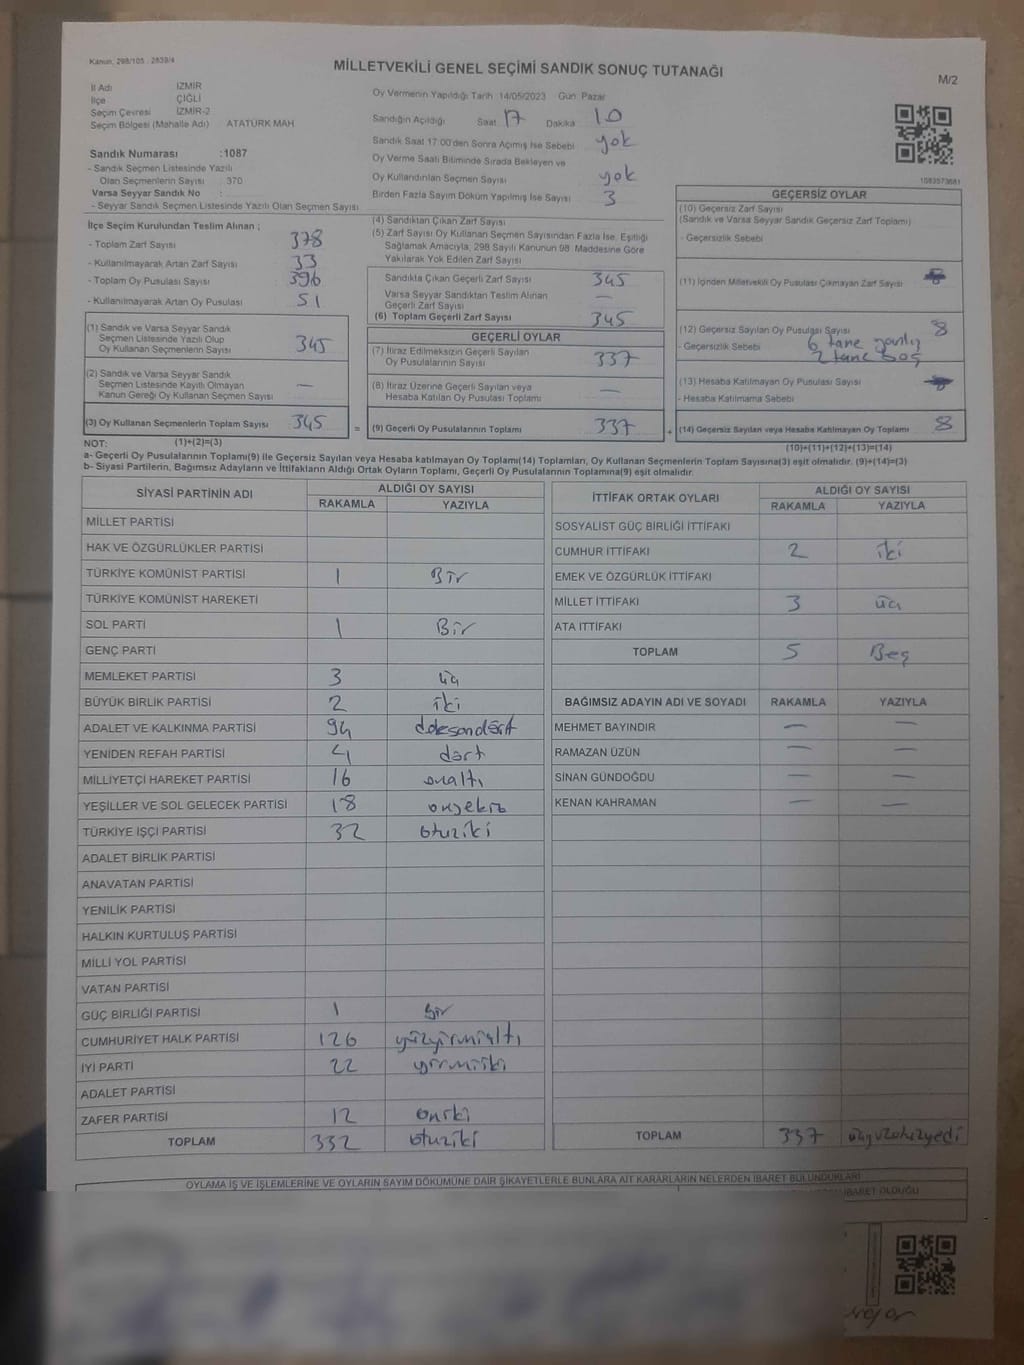 Kanun, 298/105 - 2839/4
MİLLETVEKİLİ GENEL SEÇİMİ SANDIK SONUÇ TUTANAĞI
M/2
İl Adı İZMİR
İlçe ÇİĞLİ
Seçim Çevresi İZMİR-2
Seçim Bölgesi (Mahalle Adı) ATATÜRK MAH
Sandık Numarası :1087
- Sandık Seçmen Listesinde Yazılı
Olan Seçmenlerin Sayısı : 370
Varsa Seyyar Sandık No :
- Seyyar Sandık Seçmen Listesinde Yazılı Olan Seçmen Sayısı
Oy Vermenin Yapıldığı Tarih 14/05/2023 Gün Pazar
Sandığın Açıldığı Saat 17 Dakika 10
Sandık Saat 17:00'den Sonra Açımış İse Sebebi yok
Oy Verme Saati Bitiminde Sırada Bekleyen ve
Oy Kullandırılan Seçmen Sayısı yok
Birden Fazla Sayım Döküm Yapılmış İse Sayısı 3
1083573681
İlçe Seçim Kurulundan Teslim Alınan ;
- Toplam Zarf Sayısı 378
- Kullanılmayarak Artan Zarf Sayısı 33
- Toplam Oy Pusulası Sayısı 396
- Kullanılmayarak Artan Oy Pusulası 51
(1) Sandık ve Varsa Seyyar Sandık
Seçmen Listesinde Yazılı Olup
Oy Kullanan Seçmenlerin Sayısı 345
(2) Sandık ve Varsa Seyyar Sandık
Seçmen Listesinde Kayıtlı Olmayan
Kanun Gereği Oy Kullanan Seçmen Sayısı —
(3) Oy Kullanan Seçmenlerin Toplam Sayısı 345 =
(4) Sandıktan Çıkan Zarf Sayısı
(5) Zarf Sayısı Oy Kullanan Seçmen Sayısından Fazla İse, Eşitliği
Sağlamak Amacıyla, 298 Sayılı Kanunun 98. Maddesine Göre
Yakılarak Yok Edilen Zarf Sayısı
Sandıkta Çıkan Geçerli Zarf Sayısı 345
Varsa Seyyar Sandıktan Teslim Alınan
Geçerli Zarf Sayısı —
(6) Toplam Geçerli Zarf Sayısı 345
GEÇERLİ OYLAR
(7) İtiraz Edilmeksizin Geçerli Sayılan
Oy Pusulalarının Sayısı 337
(8) İtiraz Üzerine Geçerli Sayılan veya
Hesaba Katılan Oy Pusulası Toplamı —
(9) Geçerli Oy Pusulalarının Toplamı 337 +
GEÇERSİZ OYLAR
(10) Geçersiz Zarf Sayısı
(Sandık ve Varsa Seyyar Sandık Geçersiz Zarf Toplamı)
- Geçersizlik Sebebi
(11) İçinden Milletvekili Oy Pusulası Çıkmayan Zarf Sayısı
(12) Geçersiz Sayılan Oy Pusulası Sayısı 8
- Geçersizlik Sebebi 6 tane yanlış
2 tane boş
(13) Hesaba Katılmayan Oy Pusulası Sayısı
- Hesaba Katılmama Sebebi
(14) Geçersiz Sayılan veya Hesaba Katılmayan Oy Toplamı 8
NOT: (1)+(2)=(3) (10)+(11)+(12)+(13)=(14)
a- Geçerli Oy Pusulalarının Toplamı(9) ile Geçersiz Sayılan veya Hesaba katılmayan Oy Toplamı(14) Toplamları, Oy Kullanan Seçmenlerin Toplam Sayısına(3) eşit olmalıdır. (9)+(14)=(3)
b- Siyasi Partilerin, Bağımsız Adayların ve İttifakların Aldığı Ortak Oyların Toplamı, Geçerli Oy Pusulalarının Toplamına(9) eşit olmalıdır.
SİYASİ PARTİNİN ADI ALDIĞI OY SAYISI
RAKAMLA YAZIYLA
MİLLET PARTİSİ
HAK VE ÖZGÜRLÜKLER PARTİSİ
TÜRKİYE KOMÜNİST PARTİSİ 1 Bir
TÜRKİYE KOMÜNİST HAREKETİ
SOL PARTİ 1 Bir
GENÇ PARTİ
MEMLEKET PARTİSİ 3 üç
BÜYÜK BİRLİK PARTİSİ 2 iki
ADALET VE KALKINMA PARTİSİ 94 doksandört
YENİDEN REFAH PARTİSİ 4 dört
MİLLİYETÇİ HAREKET PARTİSİ 16 onaltı
YEŞİLLER VE SOL GELECEK PARTİSİ 18 onsekiz
TÜRKİYE İŞÇİ PARTİSİ 32 otuziki
ADALET BİRLİK PARTİSİ
ANAVATAN PARTİSİ
YENİLİK PARTİSİ
HALKIN KURTULUŞ PARTİSİ
MİLLİ YOL PARTİSİ
VATAN PARTİSİ
GÜÇ BİRLİĞİ PARTİSİ 1 Bir
CUMHURİYET HALK PARTİSİ 126 yüzyirmialtı
İYİ PARTİ 22 yirmiiki
ADALET PARTİSİ
ZAFER PARTİSİ 12 oniki
TOPLAM 332 otuziki
İTTİFAK ORTAK OYLARI ALDIĞI OY SAYISI
RAKAMLA YAZIYLA
SOSYALİST GÜÇ BİRLİĞİ İTTİFAKI
CUMHUR İTTİFAKI 2 iki
EMEK VE ÖZGÜRLÜK İTTİFAKI
MİLLET İTTİFAKI 3 üç
ATA İTTİFAKI
TOPLAM 5 Beş
BAĞIMSIZ ADAYIN ADI VE SOYADI RAKAMLA YAZIYLA
MEHMET BAYINDIR — —
RAMAZAN ÜZÜN — —
SİNAN GÜNDOĞDU — —
KENAN KAHRAMAN — —
TOPLAM 337 üçyüzotuzyedi
OYLAMA İŞ VE İŞLEMLERİNE VE OYLARIN SAYIM DÖKÜMÜNE DAİR ŞİKAYETLERLE BUNLARA AİT KARARLARIN NELERDEN İBARET BULUNDUKLARI
İBARET OLDUĞU